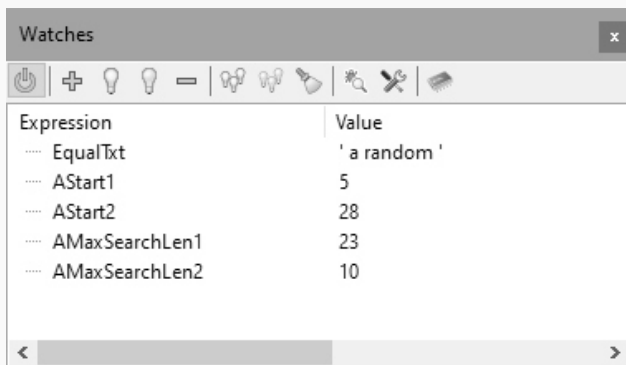 Watches
x
Expression Value
EqualTxt ' a random '
AStart1 5
AStart2 28
AMaxSearchLen1 23
AMaxSearchLen2 10